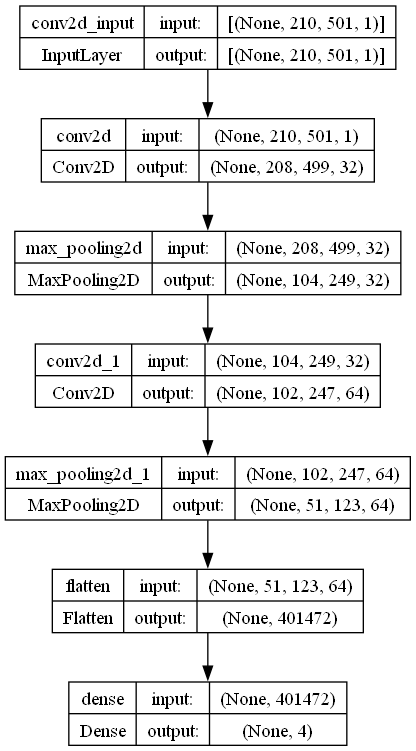 conv2d_input input: [(None, 210, 501, 1)]
InputLayer output: [(None, 210, 501, 1)]
conv2d input: (None, 210, 501, 1)
Conv2D output: (None, 208, 499, 32)
max_pooling2d input: (None, 208, 499, 32)
MaxPooling2D output: (None, 104, 249, 32)
conv2d_1 input: (None, 104, 249, 32)
Conv2D output: (None, 102, 247, 64)
max_pooling2d_1 input: (None, 102, 247, 64)
MaxPooling2D output: (None, 51, 123, 64)
flatten input: (None, 51, 123, 64)
Flatten output: (None, 401472)
dense input: (None, 401472)
Dense output: (None, 4)